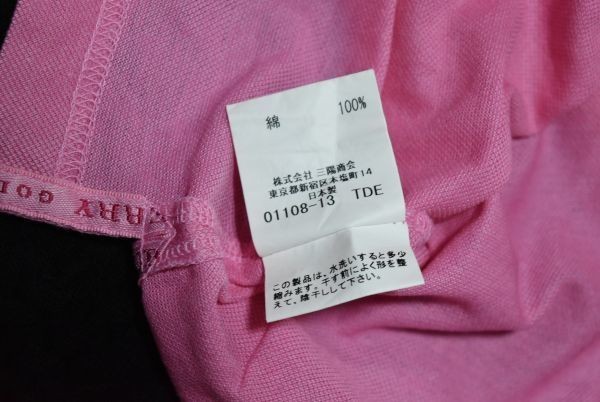 綿 100%
株式会社 三陽商会
東京都新宿区本塩町14
日本製
01108-13 TDE
この製品は、水洗いすると多少
縮みます。干す前によく形を整
えて、陰干しして下さい。